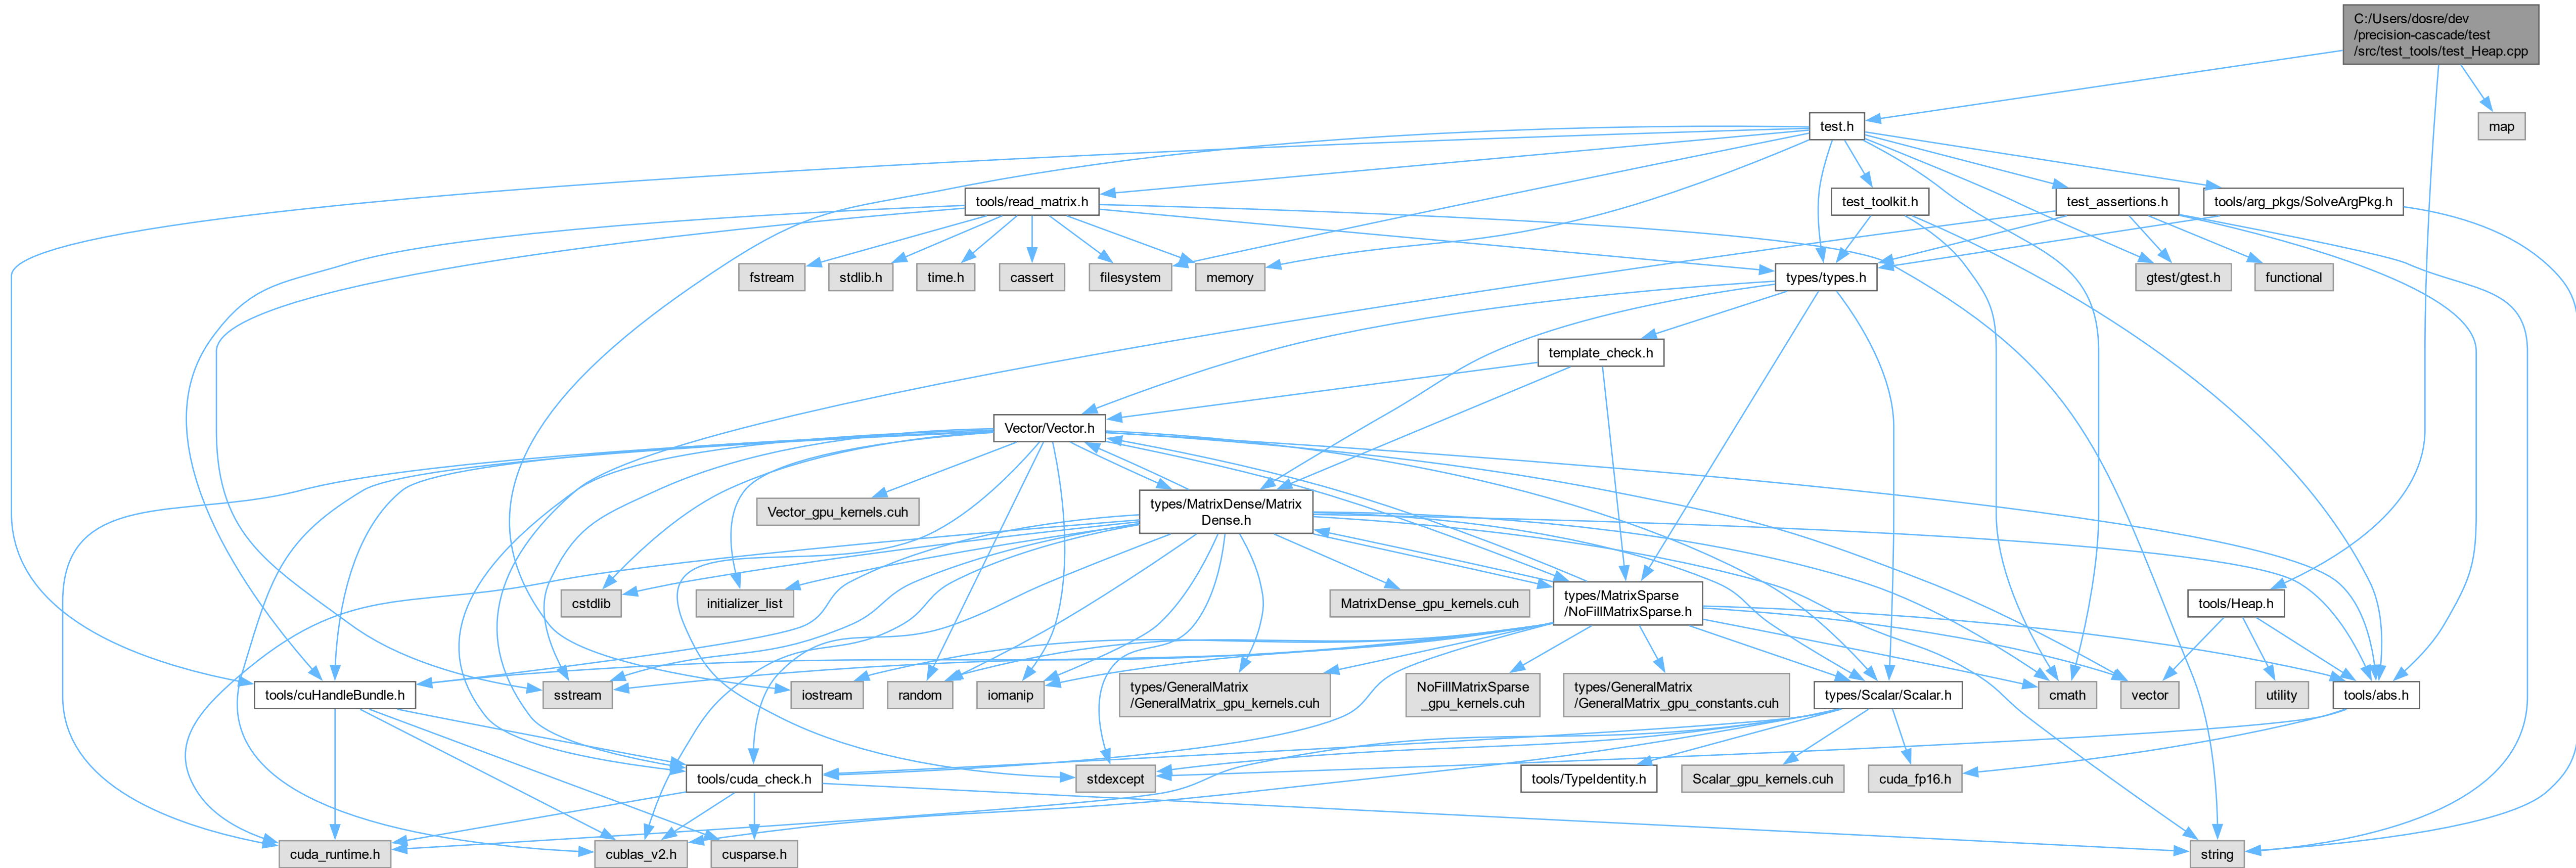 C:/Users/dosre/dev
/precision-cascade/test
/src/test_tools/test_Heap.cpp
test.h
map
tools/read_matrix.h
test_toolkit.h
test_assertions.h
tools/arg_pkgs/SolveArgPkg.h
fstream
stdlib.h
time.h
cassert
filesystem
memory
types/types.h
gtest/gtest.h
functional
template_check.h
Vector/Vector.h
Vector_gpu_kernels.cuh
types/MatrixDense/Matrix
Dense.h
cstdlib
initializer_list
MatrixDense_gpu_kernels.cuh
types/MatrixSparse
/NoFillMatrixSparse.h
tools/Heap.h
tools/cuHandleBundle.h
sstream
iostream
random
iomanip
types/GeneralMatrix
/GeneralMatrix_gpu_kernels.cuh
NoFillMatrixSparse
_gpu_kernels.cuh
types/GeneralMatrix
/GeneralMatrix_gpu_constants.cuh
types/Scalar/Scalar.h
cmath
vector
utility
tools/abs.h
tools/cuda_check.h
stdexcept
tools/TypeIdentity.h
Scalar_gpu_kernels.cuh
cuda_fp16.h
cuda_runtime.h
cublas_v2.h
cusparse.h
string